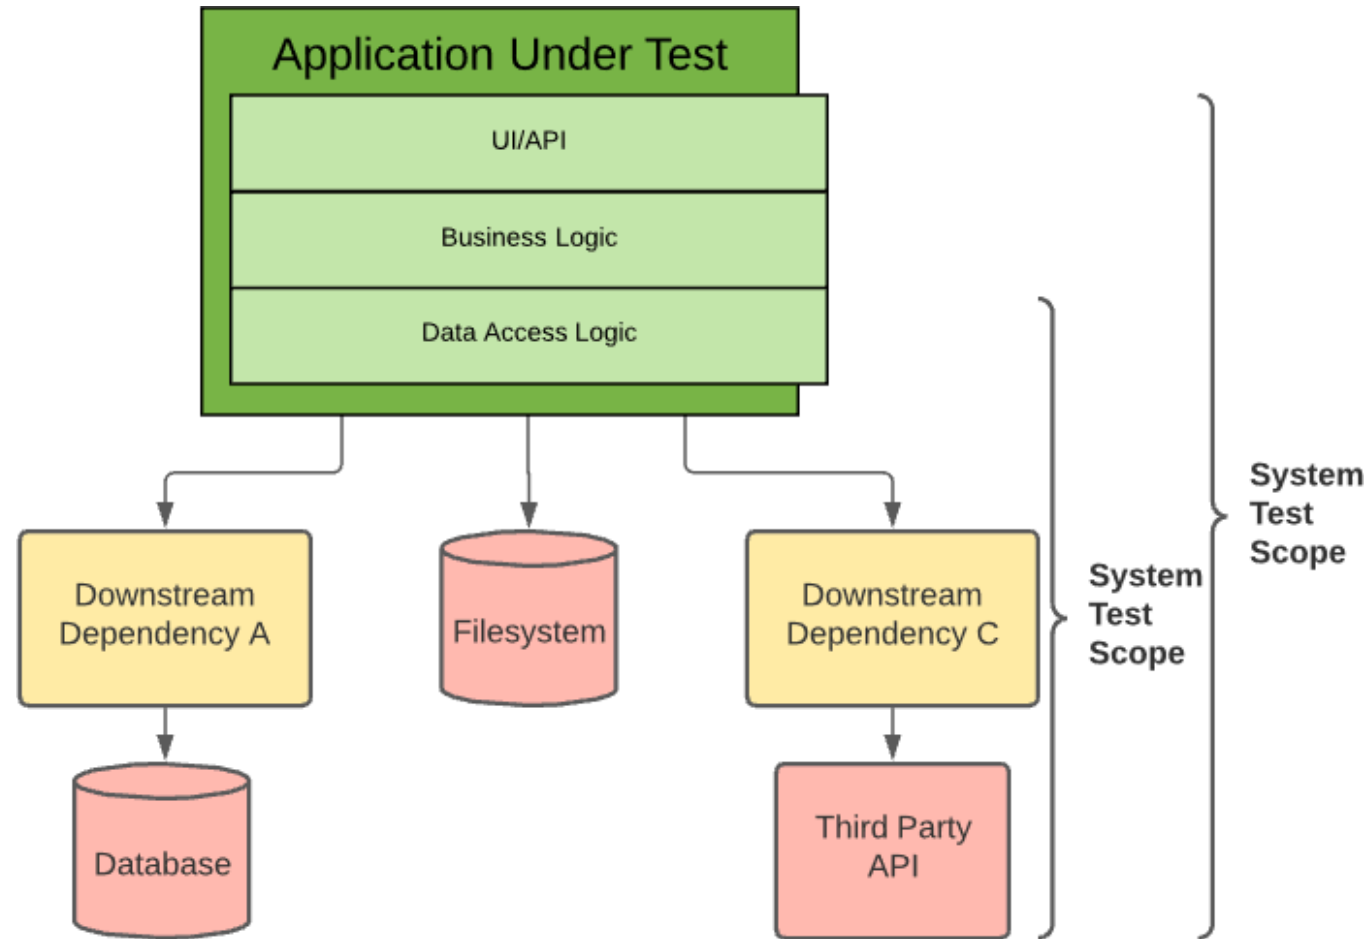 Application Under Test
UI/API
Business Logic
Data Access Logic
Downstream
Dependency A
Filesystem
Downstream
Dependency C
Database
Third Party
API
System
Test
Scope
System
Test
Scope